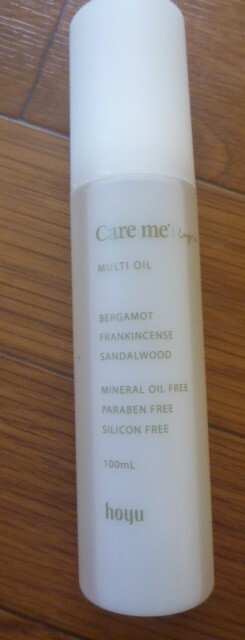 Care me
MULTI OIL
BERGAMOT
FRANKINCENSE
SANDALWOOD
MINERAL OIL FREE
PARABEN FREE
SILICON FREE
100mL
hoyu